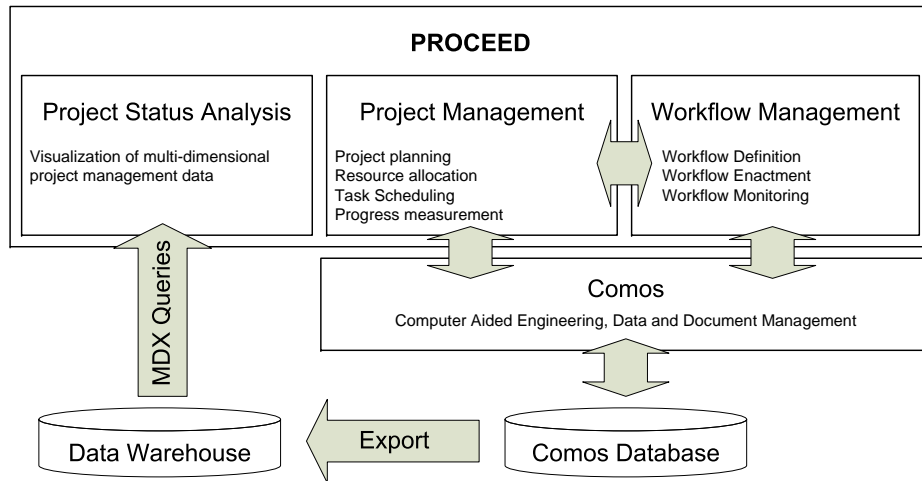 PROCEED
Project Status Analysis
Visualization of multi-dimensional
project management data
Project Management
Project planning
Resource allocation
Task Scheduling
Progress measurement
Workflow Management
Workflow Definition
Workflow Enactment
Workflow Monitoring
MDX Queries
Comos
Computer Aided Engineering, Data and Document Management
Data Warehouse
Export
Comos Database